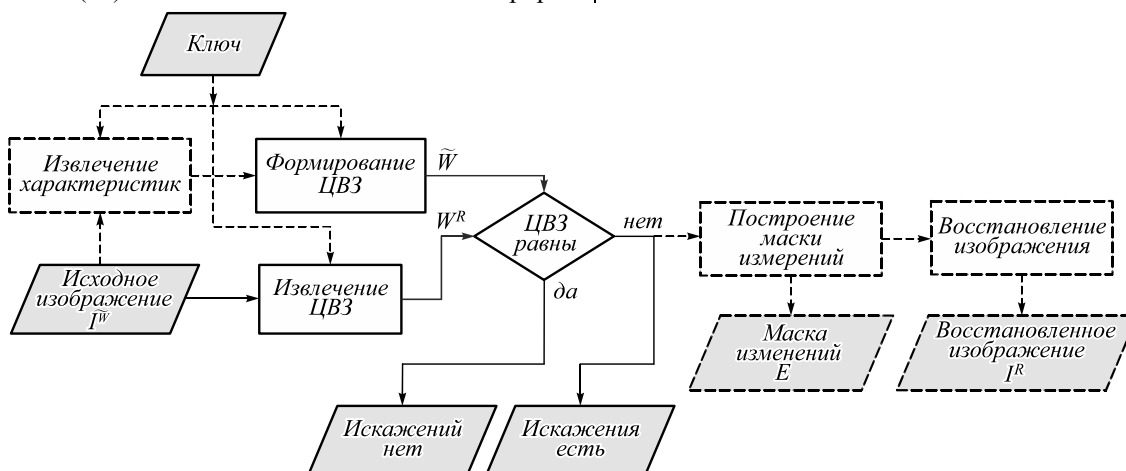 Ключ
Извлечение
характеристик
Формирование
ЦВЗ
W̃
Исходное
изображение
I^W̃
Извлечение
ЦВЗ
W^R
ЦВЗ
равны
нет
да
Построение
маски
измерений
Восстановление
изображения
Маска
изменений
E
Восстановленное
изображение
I^R
Искажений
нет
Искажения
есть